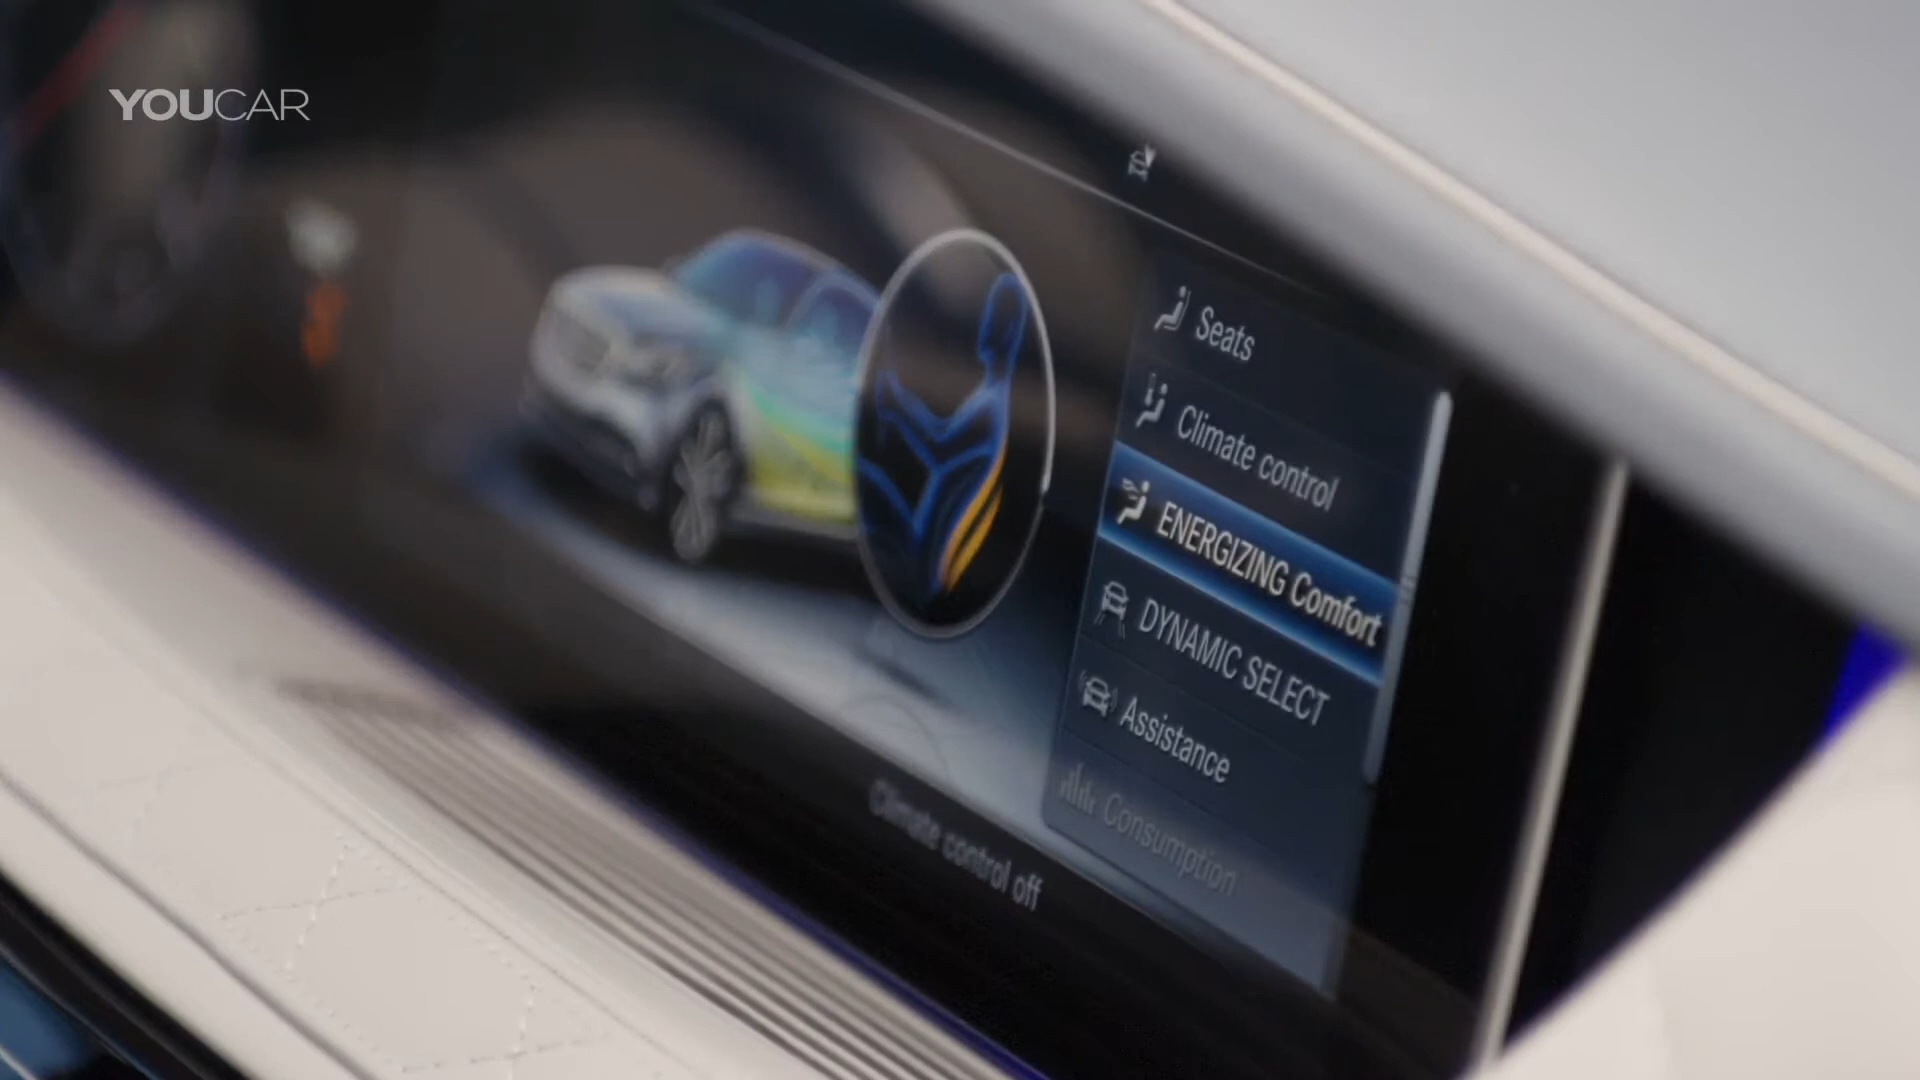 YOUCAR
Seats
Climate control
ENERGIZING Comfort
DYNAMIC SELECT
Assistance
Consumption
Climate control off